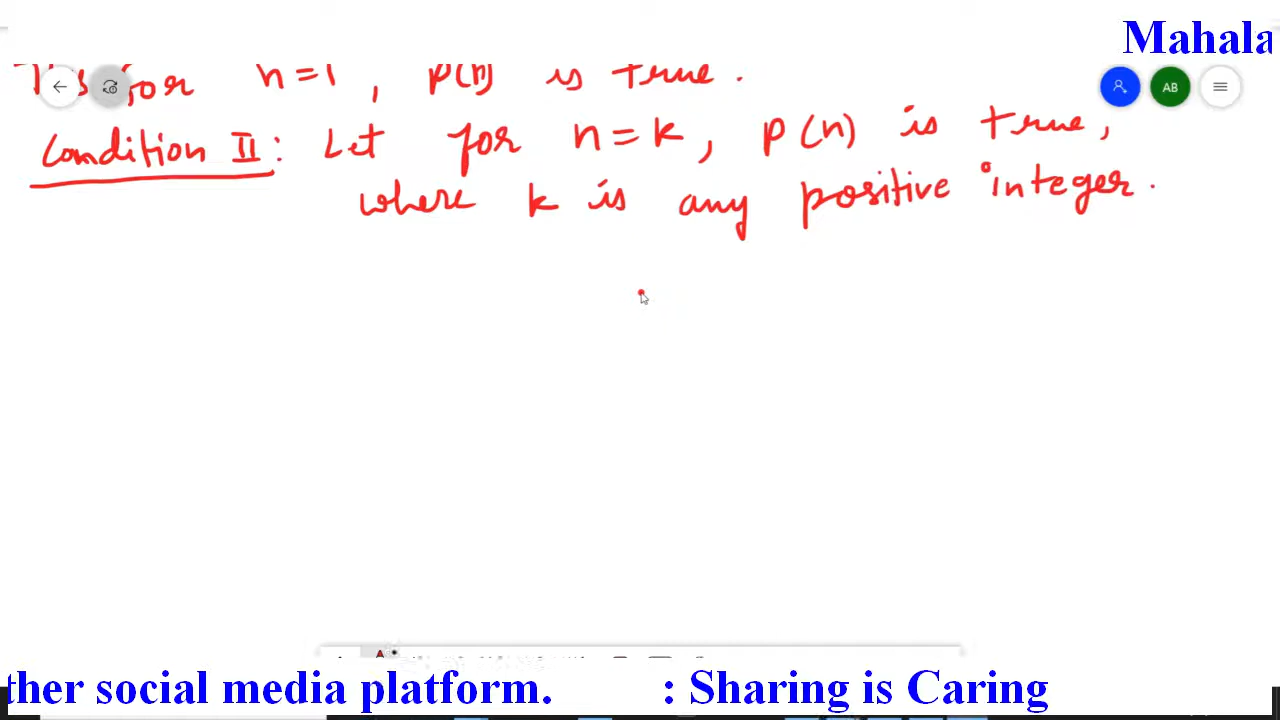 Mahala
for n=1, P(n) is true.
Condition II: Let for n=k, P(n) is true,
where k is any positive integer.
AB
ther social media platform. : Sharing is Caring